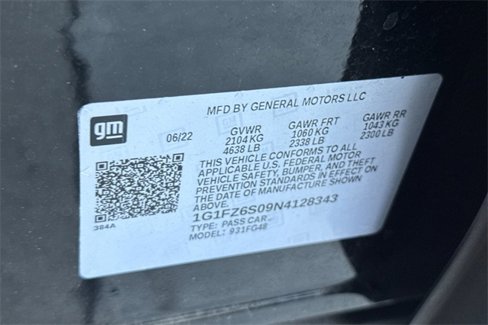 MFD BY GENERAL MOTORS LLC
gm
06/22 GVWR GAWR FRT GAWR RR
2104 KG 1060 KG 1043 KG
4638 LB 2338 LB 2300 LB
THIS VEHICLE CONFORMS TO ALL
APPLICABLE U.S. FEDERAL MOTOR
VEHICLE SAFETY, BUMPER, AND THEFT
PREVENTION STANDARDS IN EFFECT ON
THE DATE OF MANUFACTURE SHOWN
ABOVE.
1G1FZ6S09N4128343
384A
TYPE: PASS CAR
MODEL: 931FG48